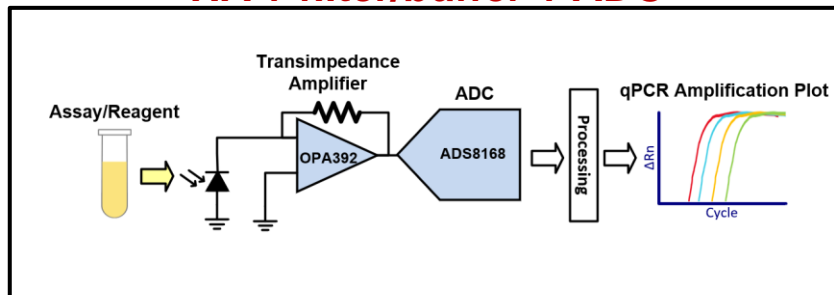 Transimpedance
Amplifier
Assay/Reagent
OPA392
ADC
ADS8168
Processing
qPCR Amplification Plot
ΔRn
Cycle